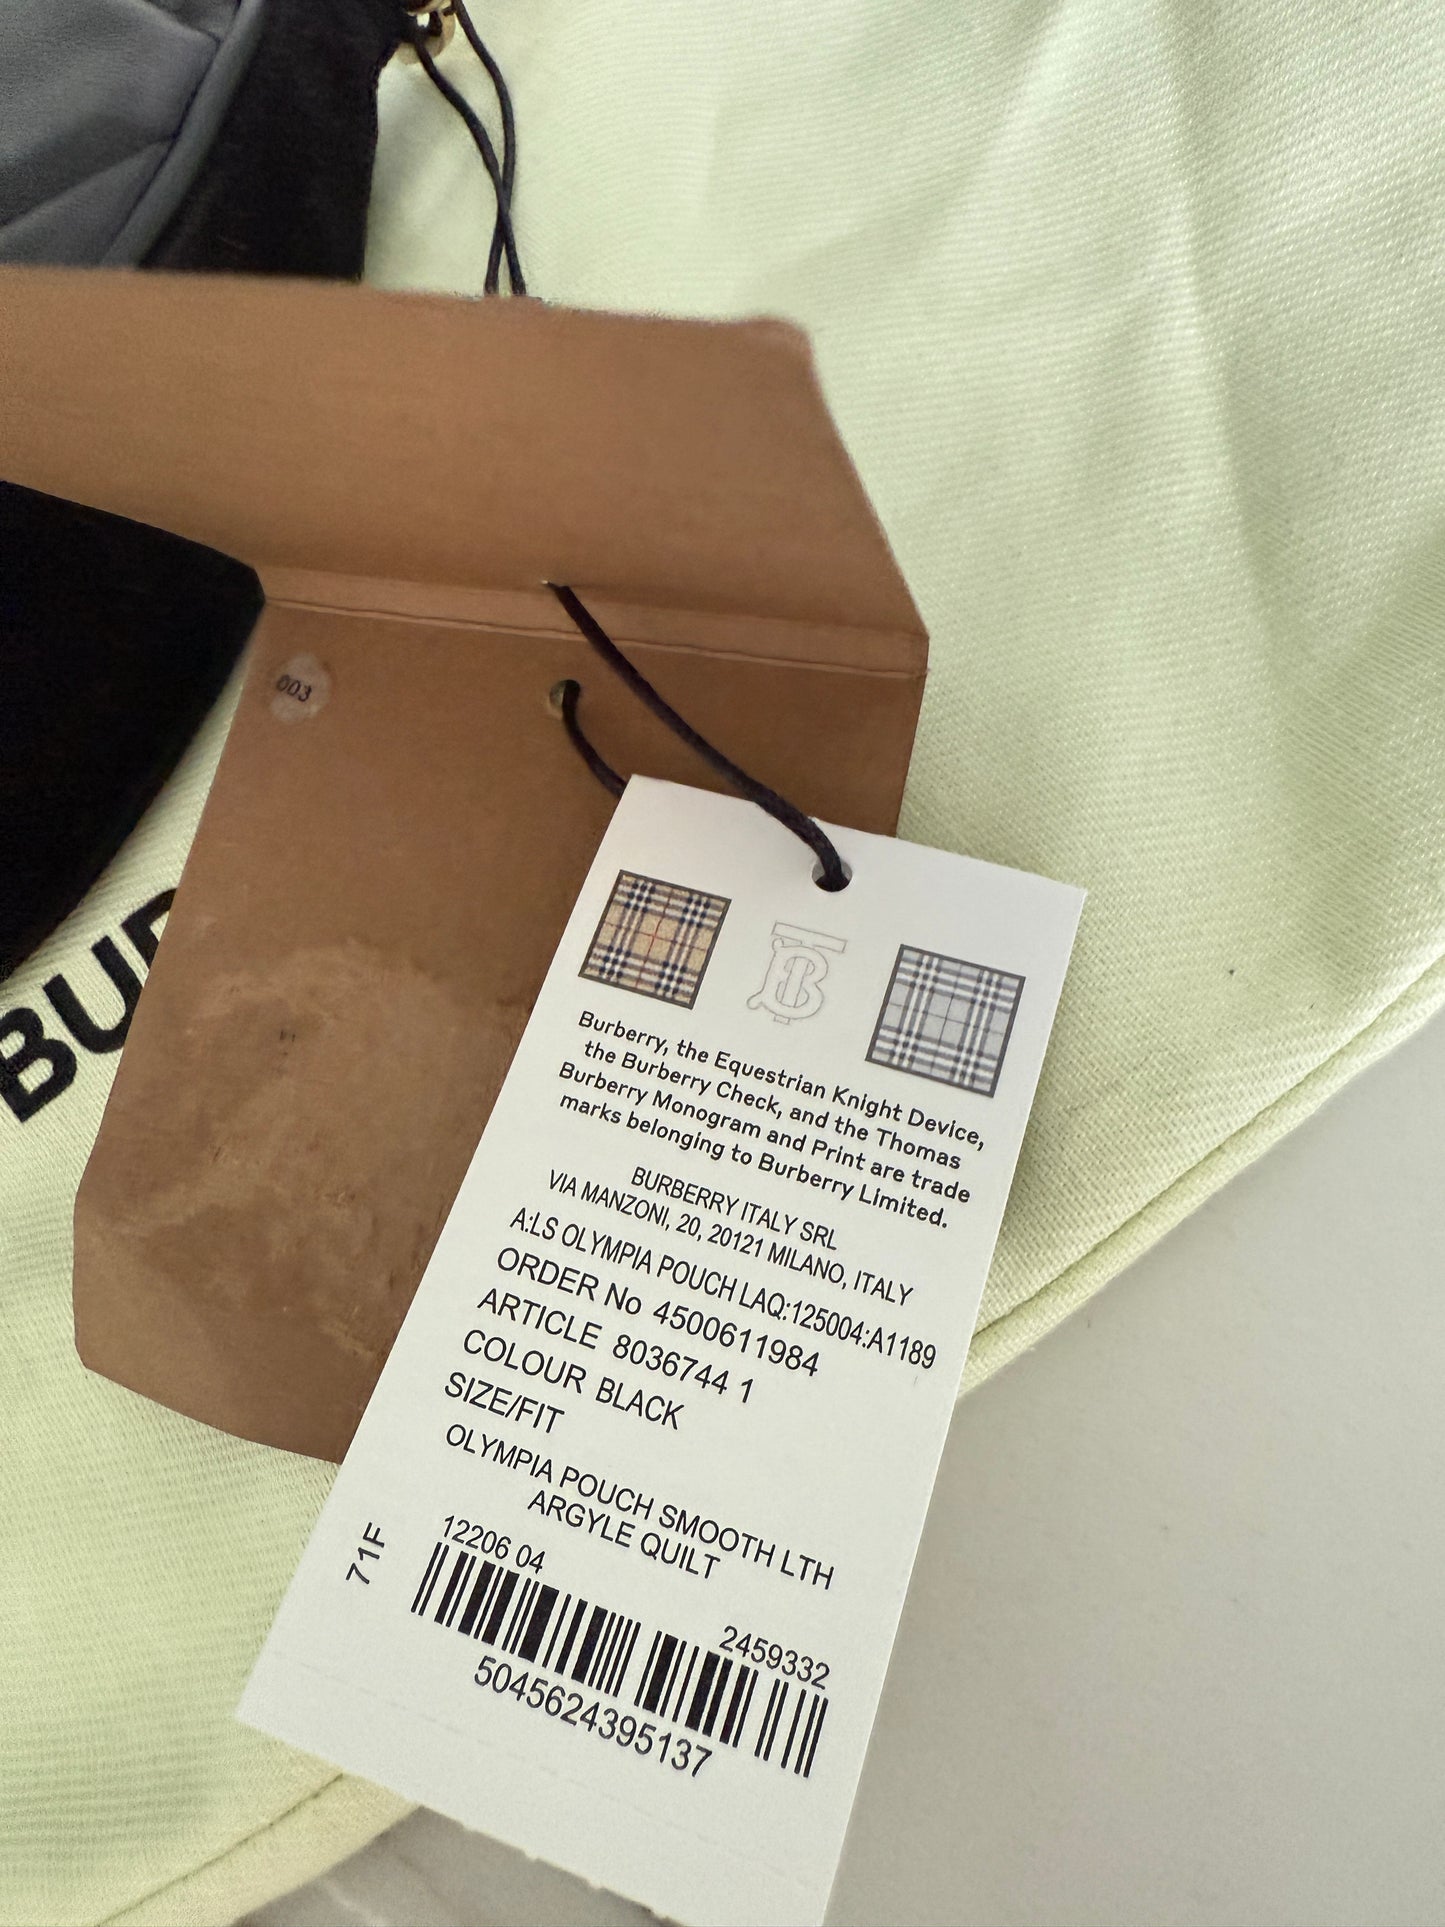 003
BUR
Burberry, the Equestrian Knight Device,
the Burberry Check, and the Thomas
Burberry Monogram and Print are trade
marks belonging to Burberry Limited.
BURBERRY ITALY SRL
VIA MANZONI, 20, 20121 MILANO, ITALY
A:LS OLYMPIA POUCH LAQ:125004:A1189
ORDER No 4500611984
ARTICLE 8036744 1
COLOUR BLACK
SIZE/FIT
OLYMPIA POUCH SMOOTH LTH
ARGYLE QUILT
71F
12206 04
2459332
5045624395137